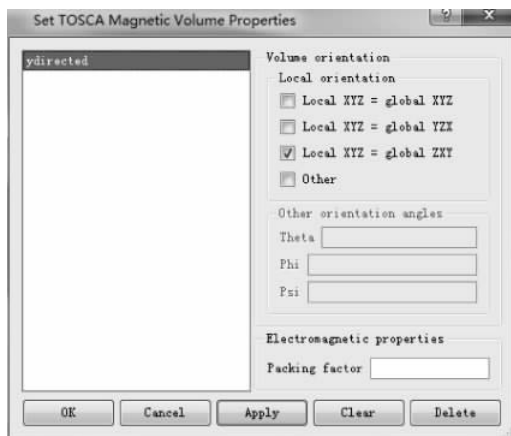 Set TOSCA Magnetic Volume Properties
ydirected
Volume orientation
Local orientation
Local XYZ = global XYZ
Local XYZ = global YZX
Local XYZ = global ZXY
Other
Other orientation angles
Theta
Phi
Psi
Electromagnetic properties
Packing factor
OK Cancel Apply Clear Delete